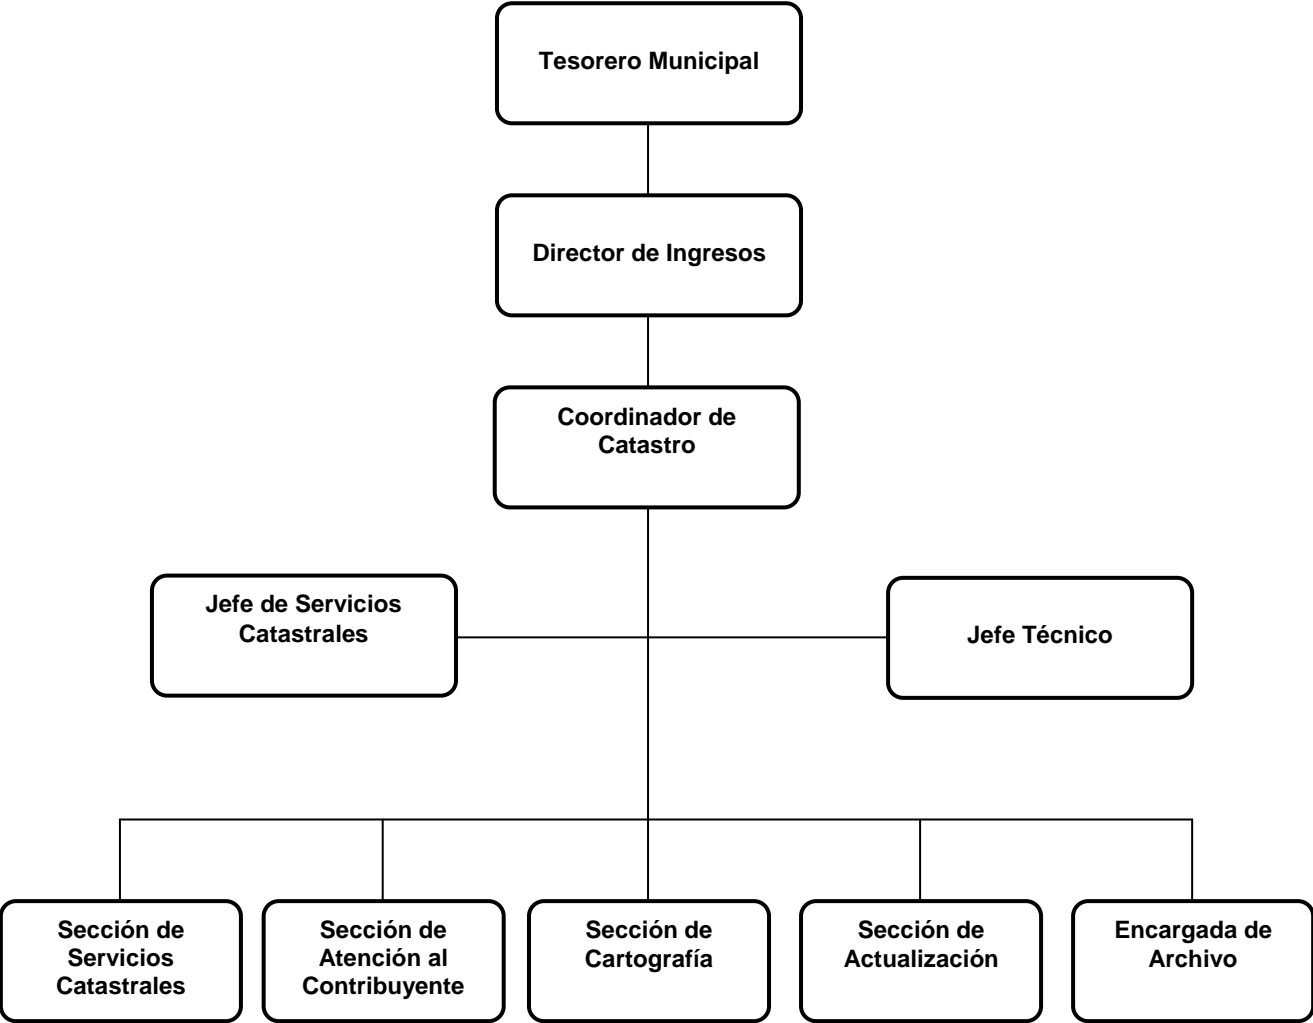 Tesorero Municipal
Director de Ingresos
Coordinador de
Catastro
Jefe de Servicios
Catastrales
Jefe Técnico
Sección de
Servicios
Catastrales
Sección de
Atención al
Contribuyente
Sección de
Cartografía
Sección de
Actualización
Encargada de
Archivo